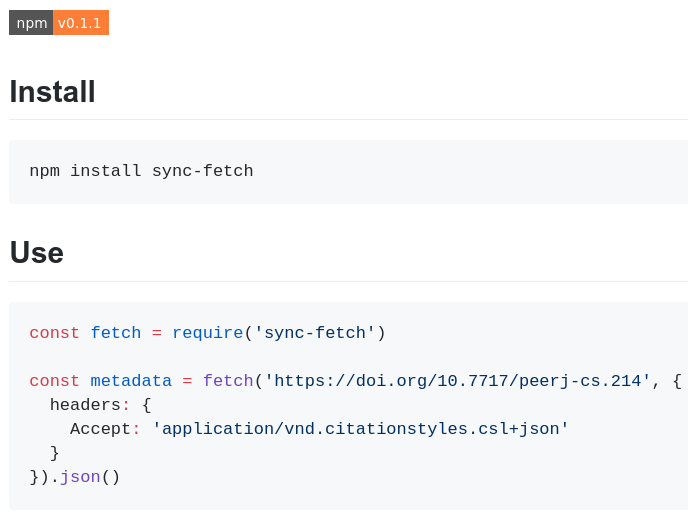 npm v0.1.1
Install
npm install sync-fetch
Use
const fetch = require('sync-fetch')
const metadata = fetch('https://doi.org/10.7717/peerj-cs.214', {
  headers: {
    Accept: 'application/vnd.citationstyles.csl+json'
  }
}).json()